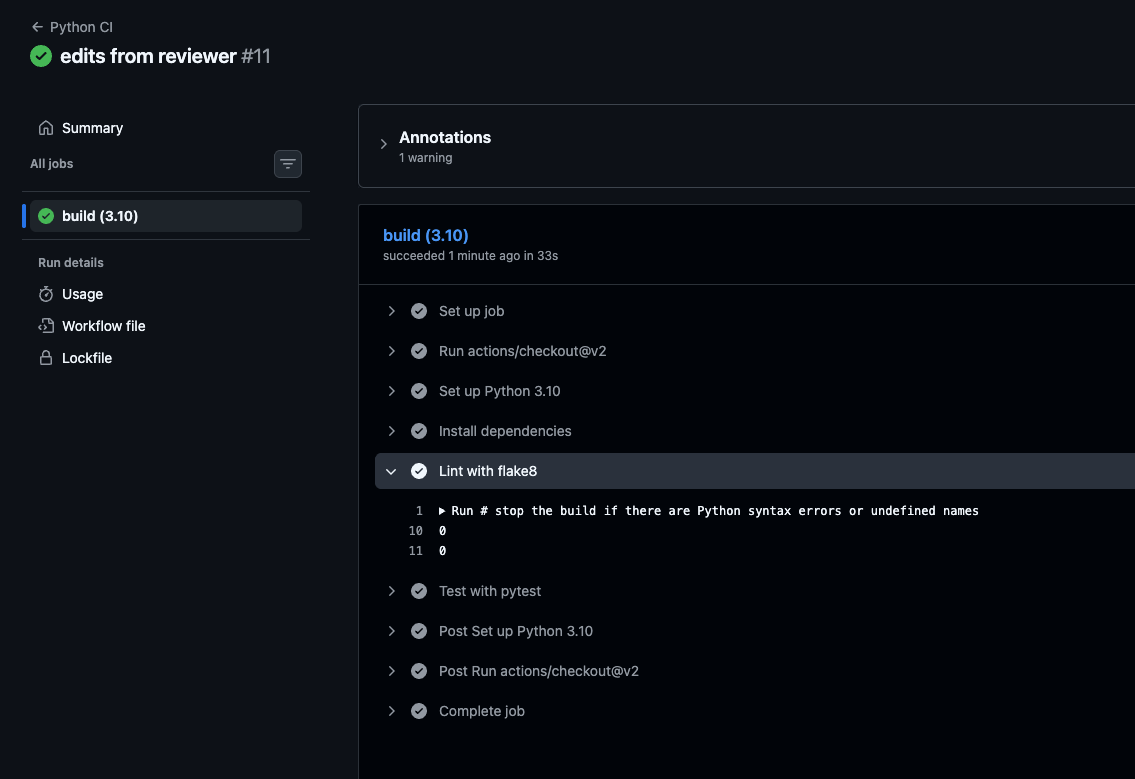 Python CI
edits from reviewer #11
Summary
All jobs
build (3.10)
Run details
Usage
Workflow file
Lockfile
Annotations
1 warning
build (3.10)
succeeded 1 minute ago in 33s
Set up job
Run actions/checkout@v2
Set up Python 3.10
Install dependencies
Lint with flake8
1 Run # stop the build if there are Python syntax errors or undefined names
10 0
11 0
Test with pytest
Post Set up Python 3.10
Post Run actions/checkout@v2
Complete job